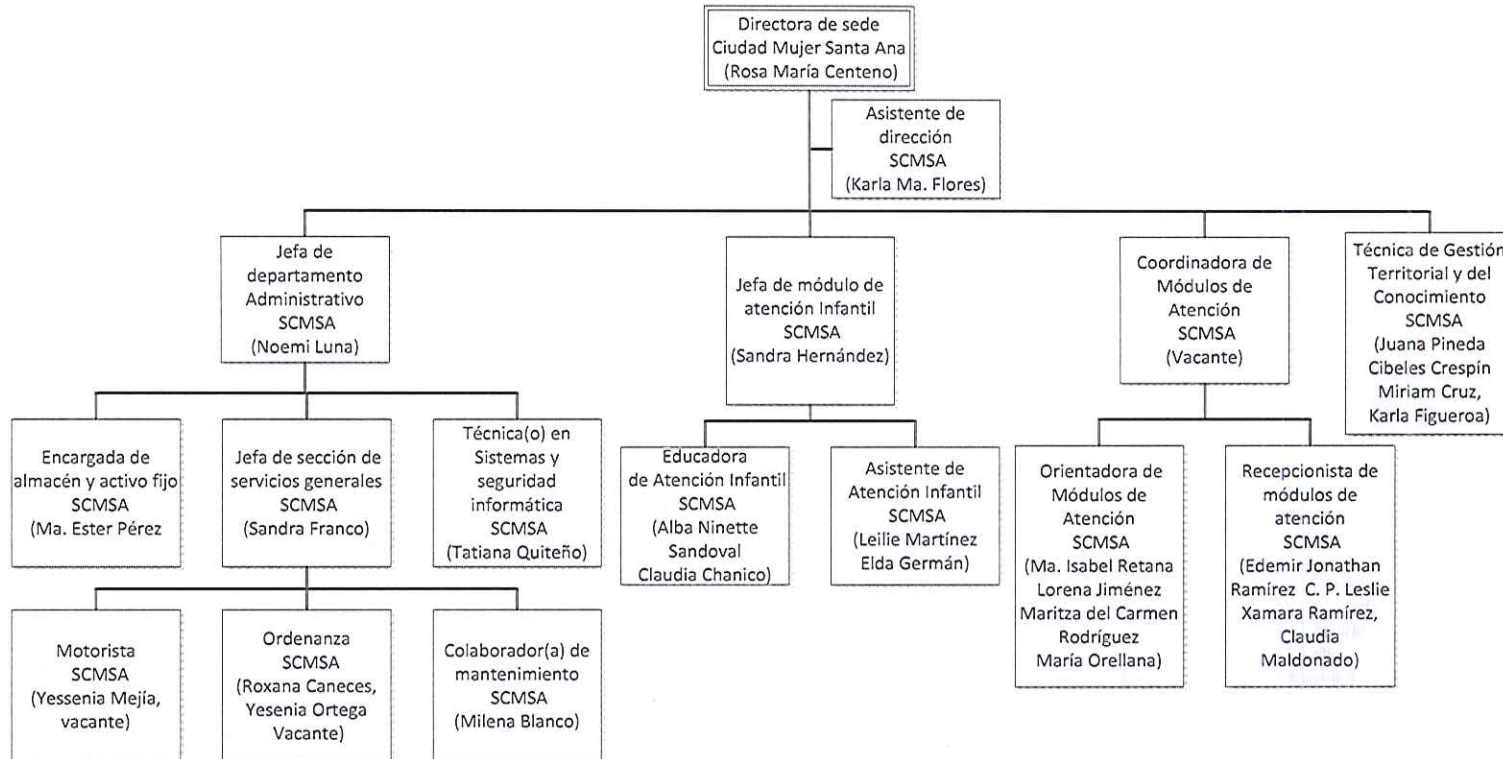 Directora de sede
Ciudad Mujer Santa Ana
(Rosa María Centeno)
Asistente de
dirección
SCMSA
(Karla Ma. Flores)
Jefa de
departamento
Administrativo
SCMSA
(Noemi Luna)
Jefa de módulo de
atención Infantil
SCMSA
(Sandra Hernández)
Coordinadora de
Módulos de
Atención
SCMSA
(Vacante)
Técnica de Gestión
Territorial y del
Conocimiento
SCMSA
(Juana Pineda
Cibeles Crespín
Miriam Cruz,
Karla Figueroa)
Encargada de
almacén y activo fijo
SCMSA
(Ma. Ester Pérez
Jefa de sección de
servicios generales
SCMSA
(Sandra Franco)
Técnica(o) en
Sistemas y
seguridad
informática
SCMSA
(Tatiana Quiteño)
Educadora
de Atención Infantil
SCMSA
(Alba Ninette
Sandoval
Claudia Chanico)
Asistente de
Atención Infantil
SCMSA
(Leilie Martínez
Elda Germán)
Orientadora de
Módulos de
Atención
SCMSA
(Ma. Isabel Retana
Lorena Jiménez
Maritza del Carmen
Rodríguez
María Orellana)
Recepcionista de
módulos de
atención
SCMSA
(Edemir Jonathan
Ramírez C. P. Leslie
Xamara Ramírez,
Claudia
Maldonado)
Motorista
SCMSA
(Yessenia Mejía,
vacante)
Ordenanza
SCMSA
(Roxana Caneces,
Yesenia Ortega
Vacante)
Colaborador(a) de
mantenimiento
SCMSA
(Milena Blanco)